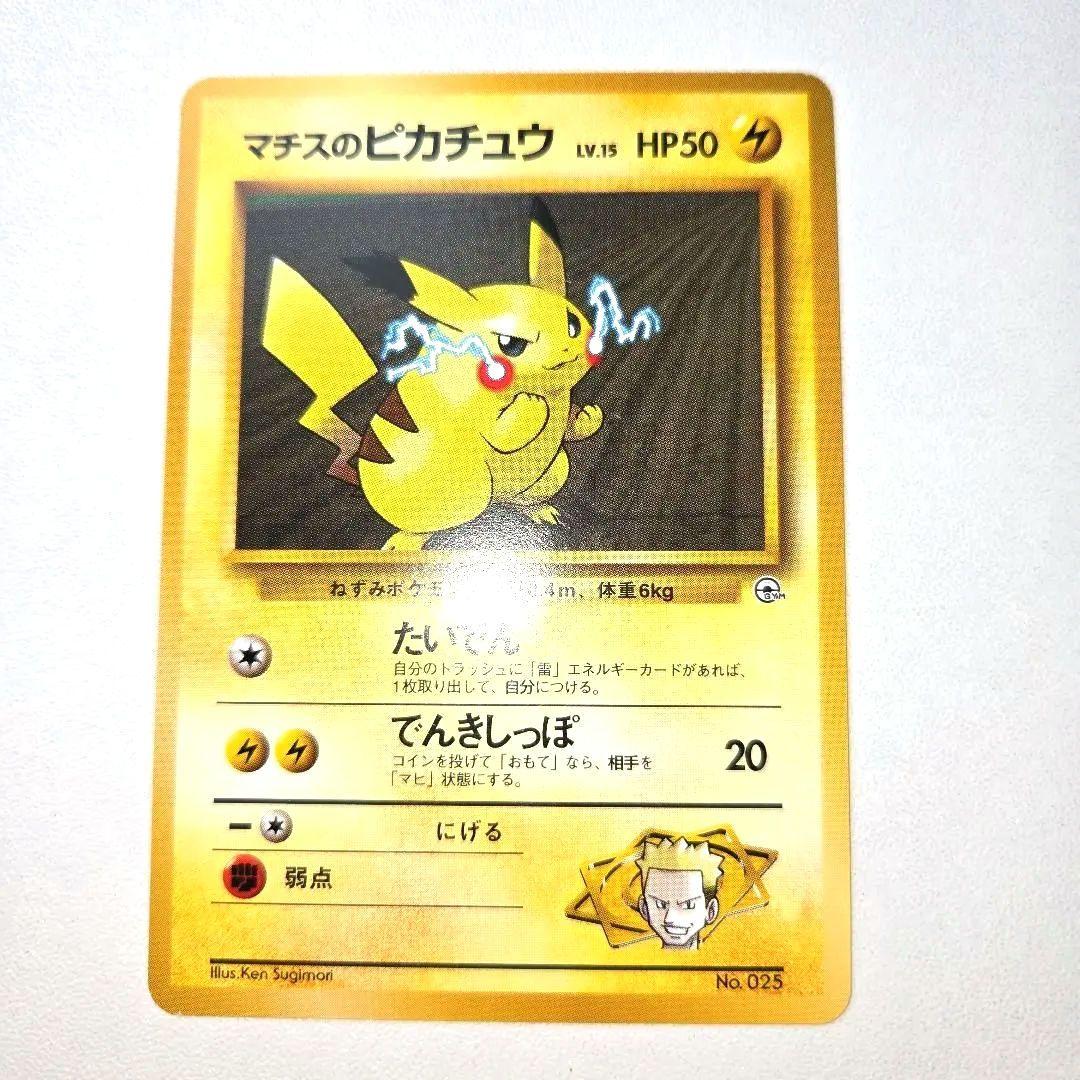 マチスのピカチュウ LV.15 HP50
ねずみポケモ .4m、体重6kg
GYM
たいでん
自分のトラッシュに「雷」エネルギーカードがあれば、
1枚取り出して、自分につける。
でんきしっぽ 20
コインを投げて「おもて」なら、相手を
「マヒ」状態にする。
にげる
弱点
Illus.Ken Sugimori No. 025